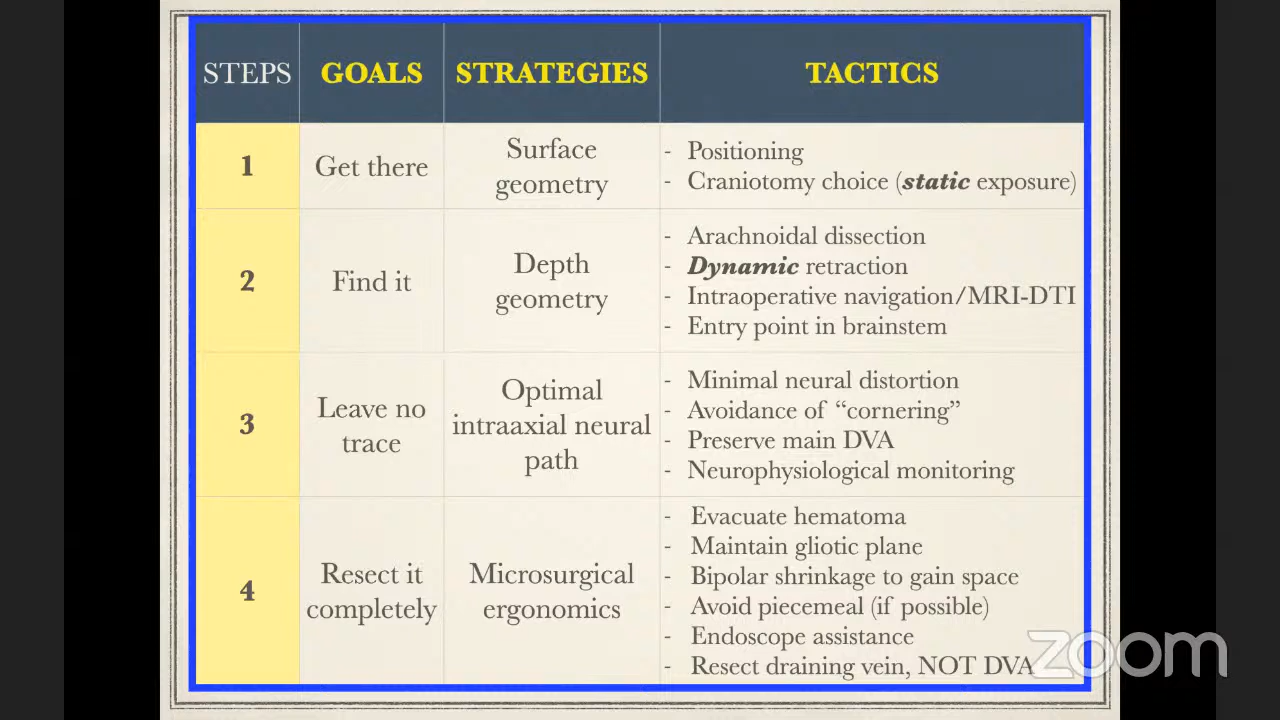 STEPS GOALS STRATEGIES TACTICS
1
Get there
Surface
geometry
- Positioning
- Craniotomy choice (static exposure)
2
Find it
Depth
geometry
- Arachnoidal dissection
- Dynamic retraction
- Intraoperative navigation/MRI-DTI
- Entry point in brainstem
3
Leave no
trace
Optimal
intraaxial neural
path
- Minimal neural distortion
- Avoidance of “cornering”
- Preserve main DVA
- Neurophysiological monitoring
4
Resect it
completely
Microsurgical
ergonomics
- Evacuate hematoma
- Maintain gliotic plane
- Bipolar shrinkage to gain space
- Avoid piecemeal (if possible)
- Endoscope assistance
- Resect draining vein, NOT DVA
zoom